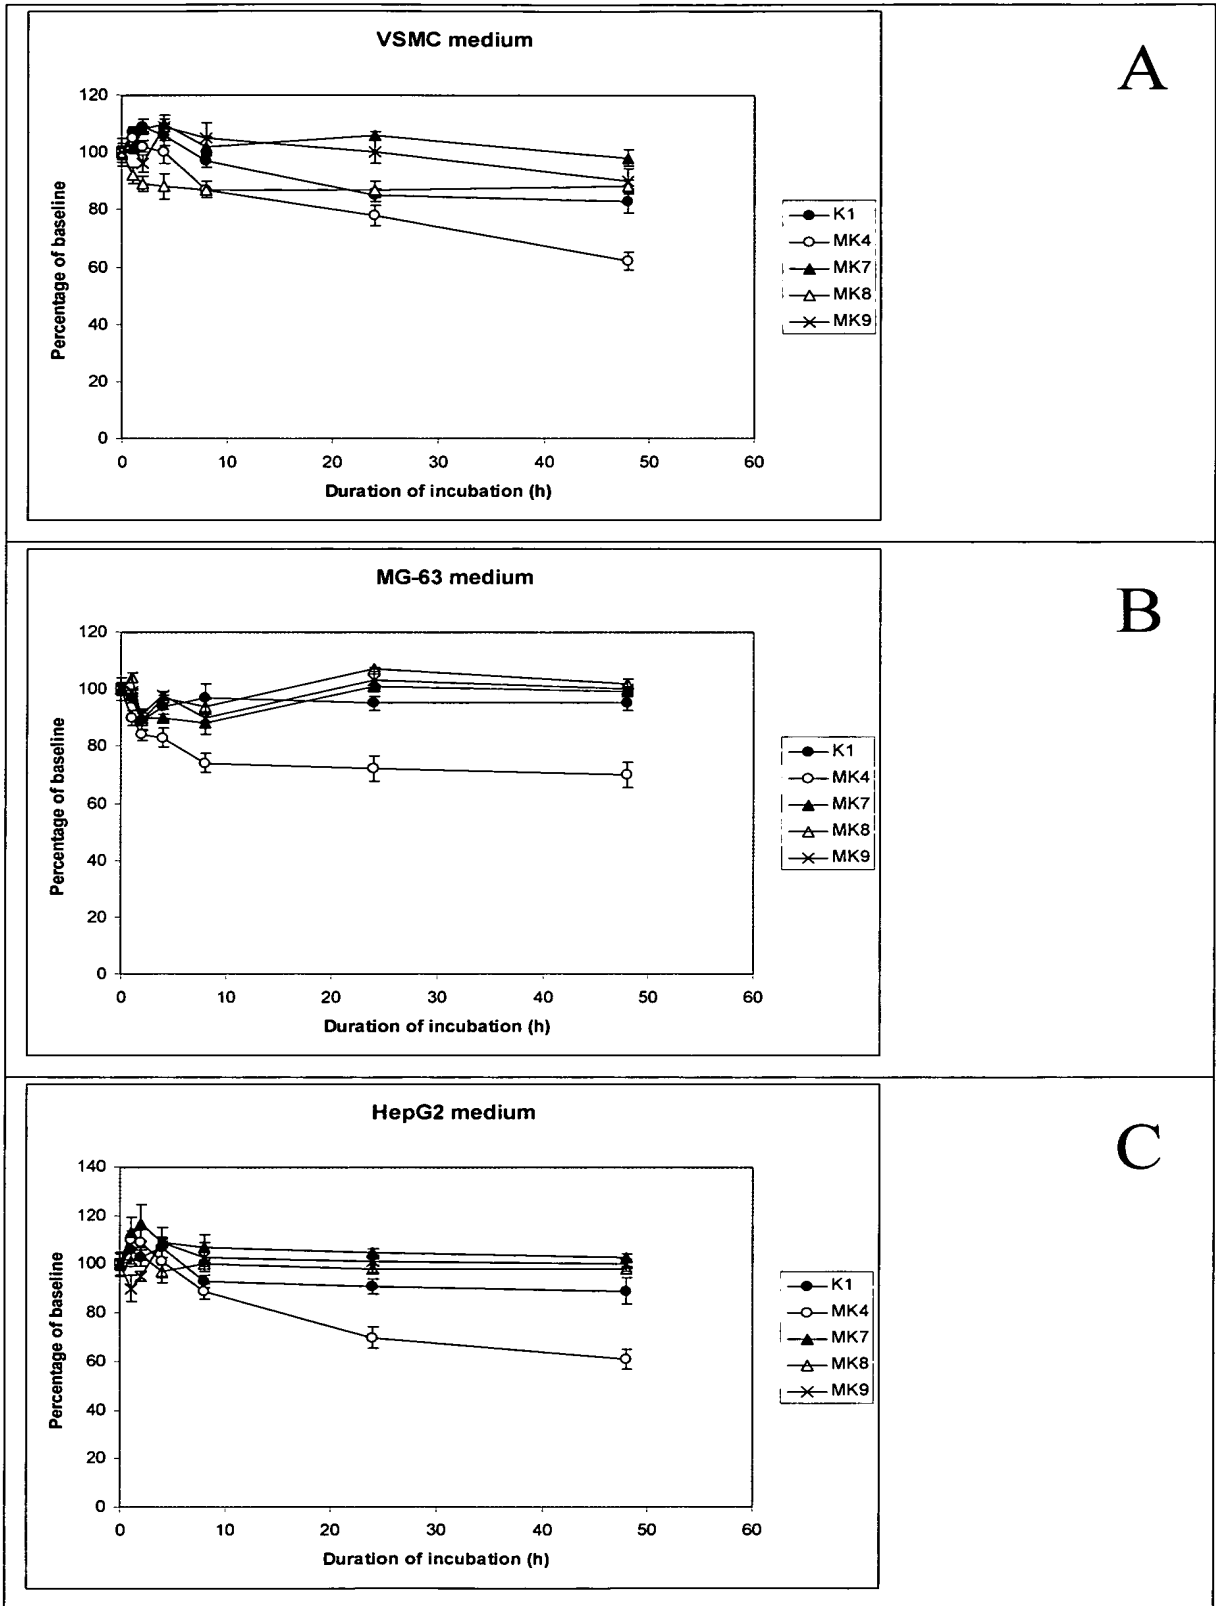 VSMC medium
A
120
100
80
60
40
20
0
Percentage of baseline
0 10 20 30 40 50 60
Duration of incubation (h)
K1
MK4
MK7
MK8
MK9
MG-63 medium
B
120
100
80
60
40
20
0
Percentage of baseline
0 10 20 30 40 50 60
Duration of incubation (h)
K1
MK4
MK7
MK8
MK9
HepG2 medium
C
140
120
100
80
60
40
20
0
Percentage of baseline
0 10 20 30 40 50 60
Duration of incubation (h)
K1
MK4
MK7
MK8
MK9